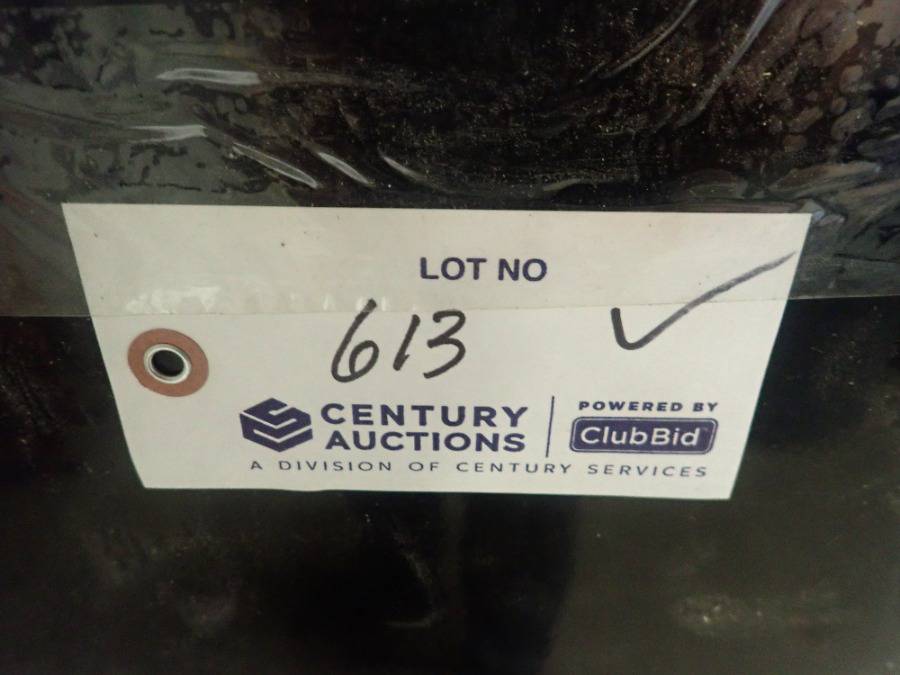 LOT NO
613 ✓
CENTURY AUCTIONS
POWERED BY
ClubBid
A DIVISION OF CENTURY SERVICES